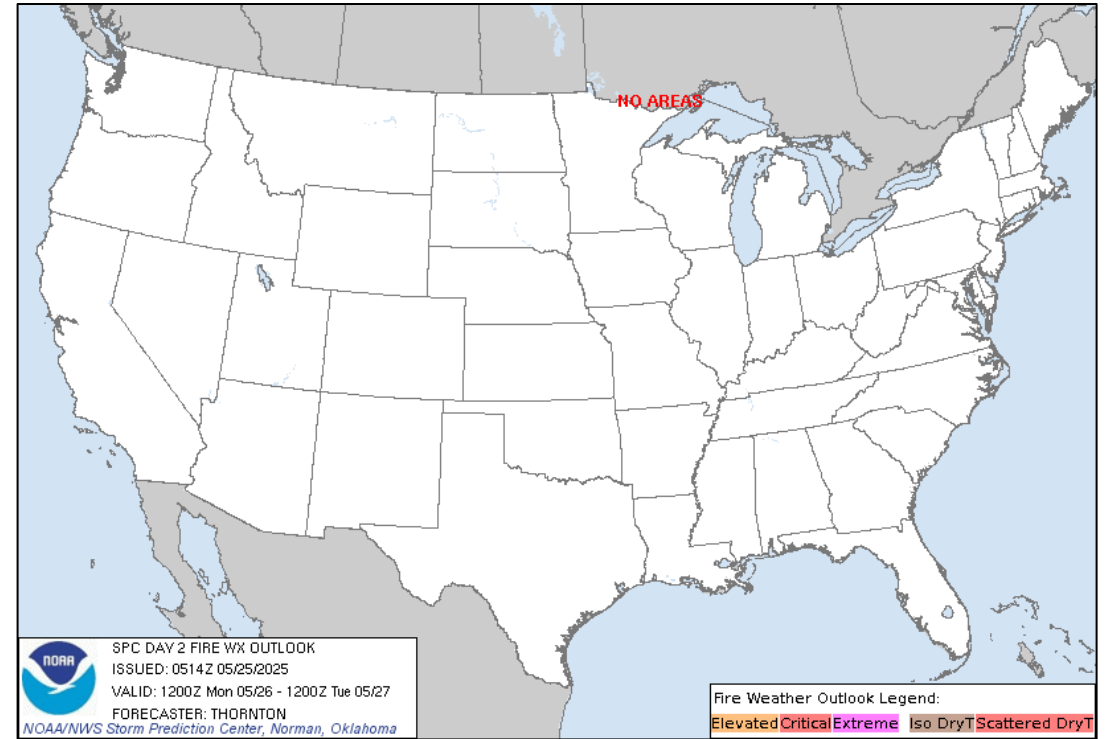 NO AREAS
NOAA
SPC DAY 2 FIRE WX OUTLOOK
ISSUED: 0514Z 05/25/2025
VALID: 1200Z Mon 05/26 - 1200Z Tue 05/27
FORECASTER: THORNTON
NOAA/NWS Storm Prediction Center, Norman, Oklahoma
Fire Weather Outlook Legend:
Elevated Critical Extreme Iso DryT Scattered DryT